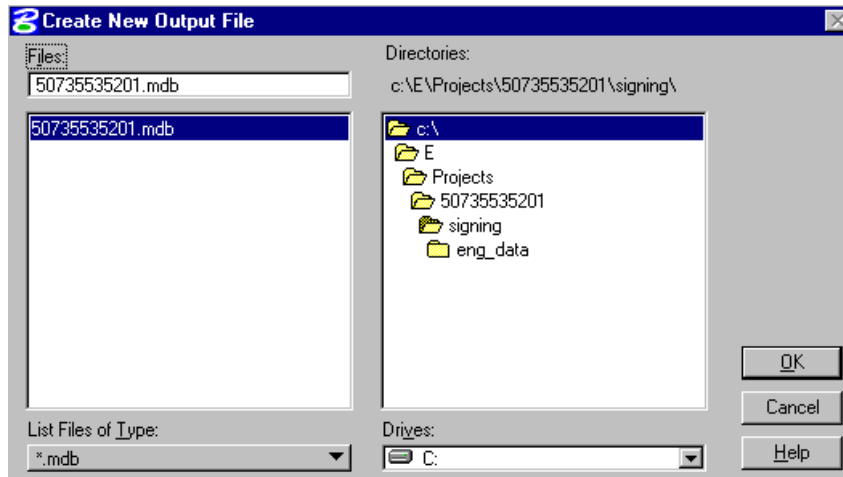 Create New Output File
Files:
50735535201.mdb
50735535201.mdb
List Files of Type:
*.mdb
Directories:
c:\E\Projects\50735535201\signing\
c:\
E
Projects
50735535201
signing
eng_data
Drives:
C:
OK
Cancel
Help